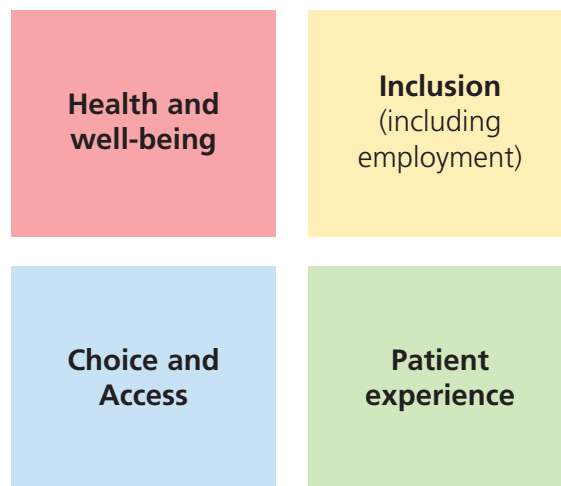 Health and
well-being
Inclusion
(including
employment)
Choice and
Access
Patient
experience